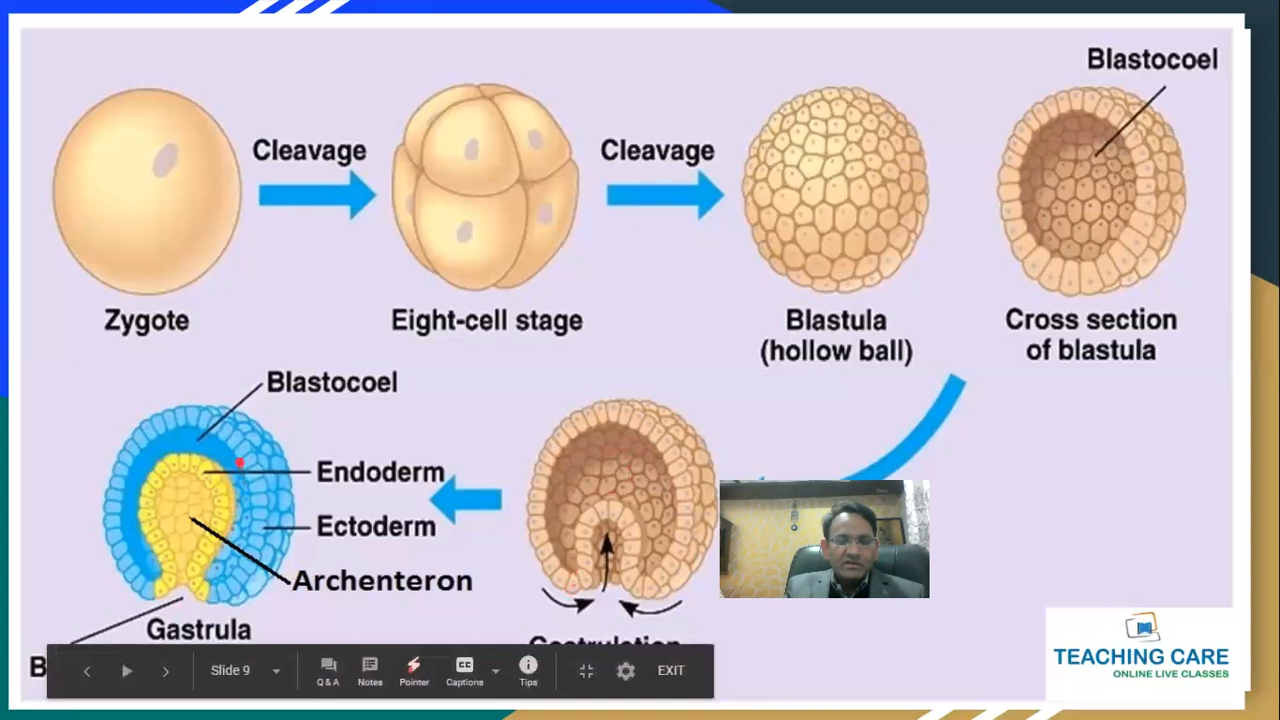 Blastocoel
Cleavage
Cleavage
Zygote
Eight-cell stage
Blastula
(hollow ball)
Cross section
of blastula
Blastocoel
Endoderm
Ectoderm
Archenteron
Gastrula
B
Gastrulation
Slide 9
Q & A
Notes
Pointer
Captions
Tips
EXIT
TEACHING CARE
ONLINE LIVE CLASSES